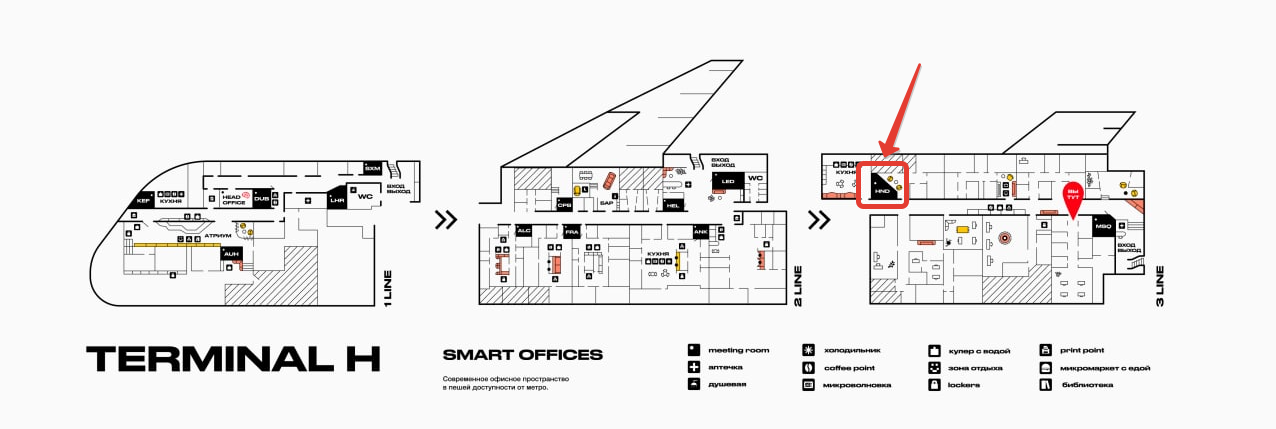 SXM
ВХОД
ВЫХОД
KEF
КУХНЯ
HEAD
OFFICE
DUS
LHR
WC
АТРИУМ
AUH
1 LINE
ВХОД
ВЫХОД
LED
WC
CPB
БАР
HEL
ALC
FRA
ANK
КУХНЯ
2 LINE
КУХНЯ
HND
ВЫ
ТУТ
MSQ
ВХОД
ВЫХОД
3 LINE
TERMINAL H
SMART OFFICES
Современное офисное пространство
в пешей доступности от метро.
meeting room
аптечка
душевая
холодильник
coffee point
микроволновка
кулер с водой
зона отдыха
lockers
print point
микромаркет с едой
библиотека